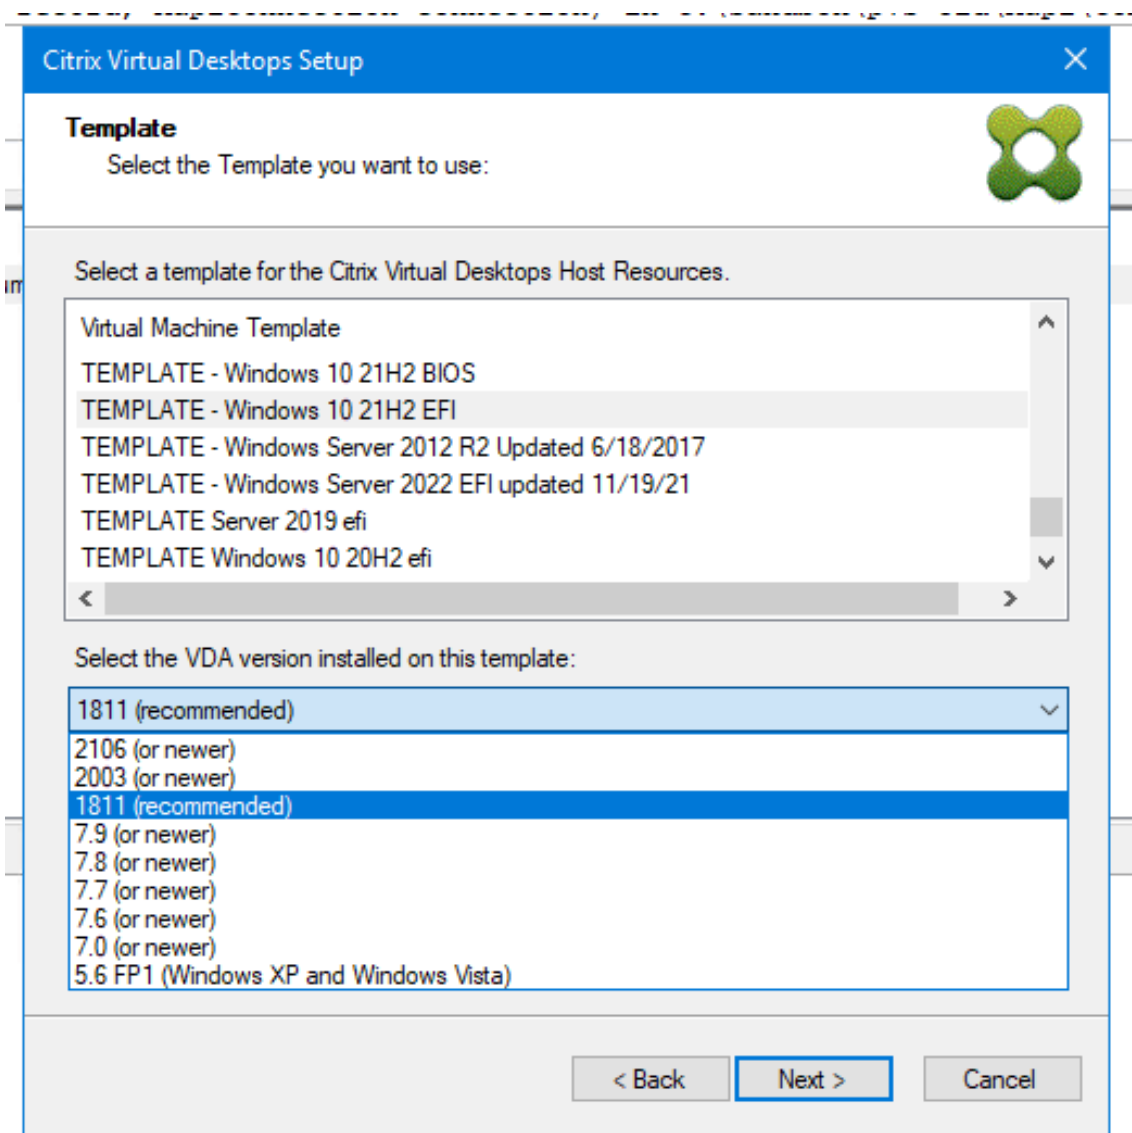 Citrix Virtual Desktops Setup
Template
Select the Template you want to use:
Select a template for the Citrix Virtual Desktops Host Resources.
Virtual Machine Template
TEMPLATE - Windows 10 21H2 BIOS
TEMPLATE - Windows 10 21H2 EFI
TEMPLATE - Windows Server 2012 R2 Updated 6/18/2017
TEMPLATE - Windows Server 2022 EFI updated 11/19/21
TEMPLATE Server 2019 efi
TEMPLATE Windows 10 20H2 efi
Select the VDA version installed on this template:
1811 (recommended)
2106 (or newer)
2003 (or newer)
1811 (recommended)
7.9 (or newer)
7.8 (or newer)
7.7 (or newer)
7.6 (or newer)
7.0 (or newer)
5.6 FP1 (Windows XP and Windows Vista)
< Back Next > Cancel